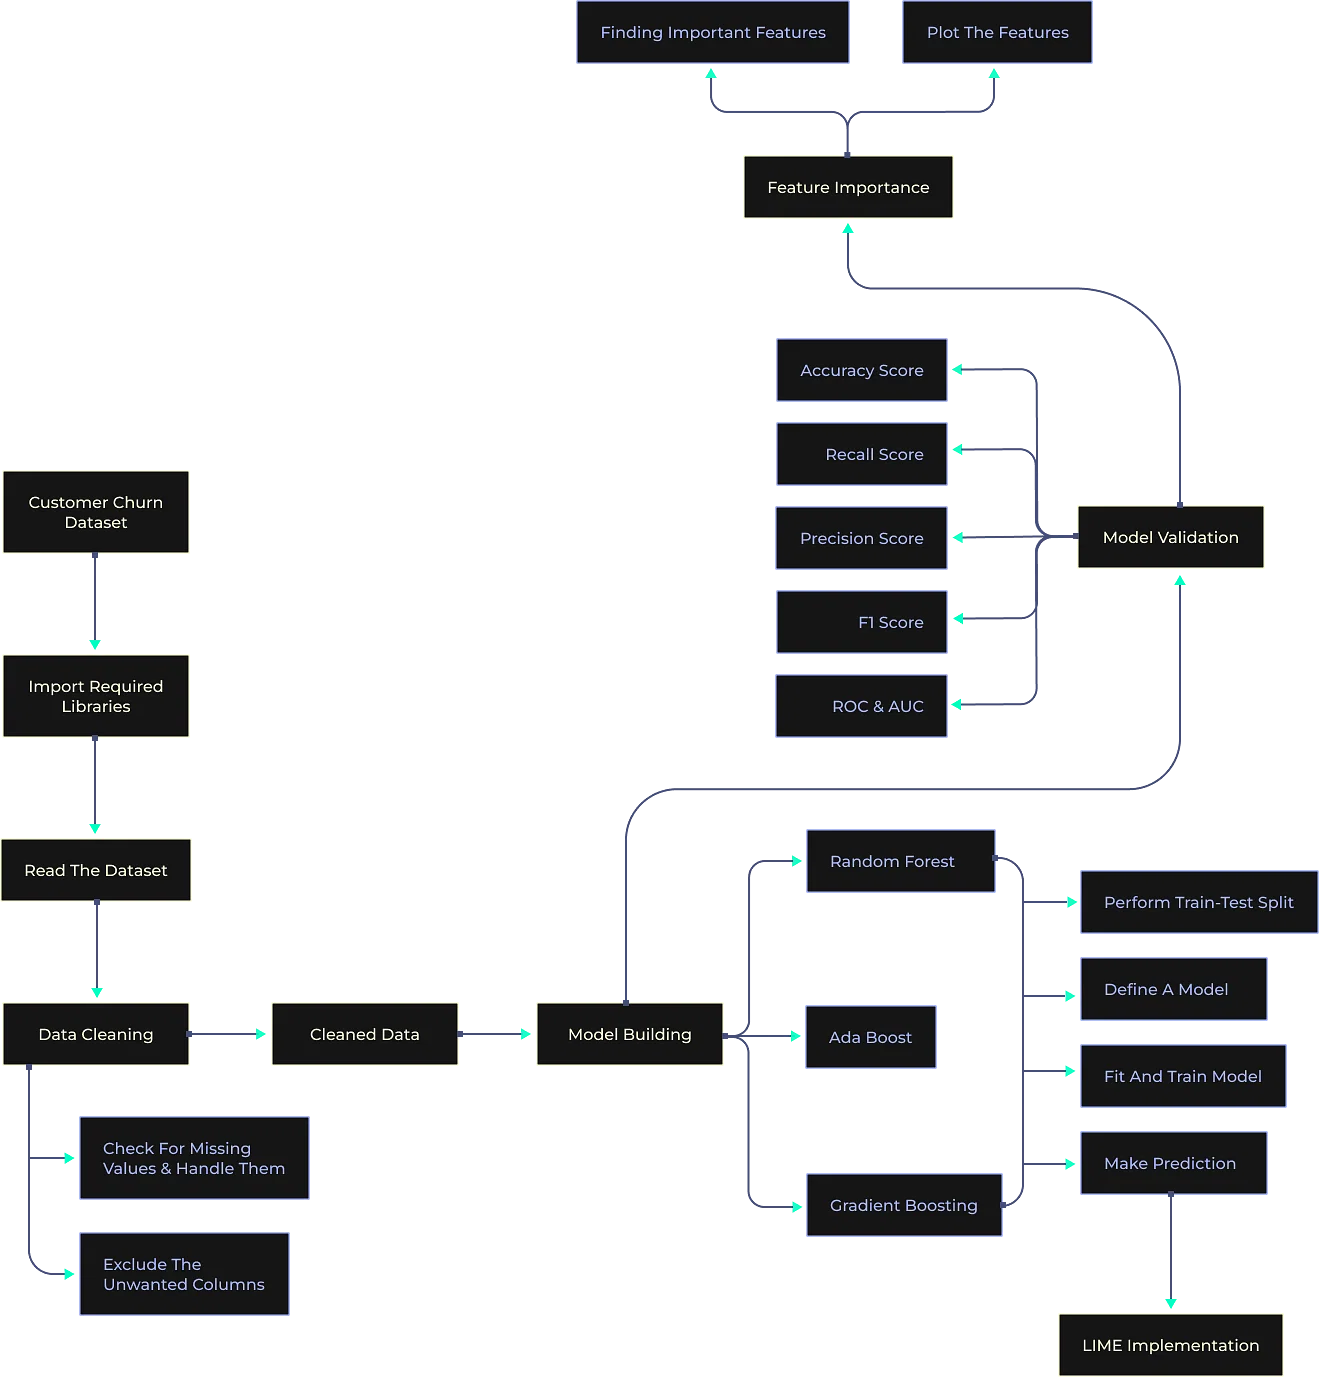 Finding Important Features
Plot The Features
Feature Importance
Accuracy Score
Recall Score
Precision Score
F1 Score
ROC & AUC
Model Validation
Customer Churn
Dataset
Import Required
Libraries
Read The Dataset
Data Cleaning
Cleaned Data
Model Building
Check For Missing
Values & Handle Them
Exclude The
Unwanted Columns
Random Forest
Ada Boost
Gradient Boosting
Perform Train-Test Split
Define A Model
Fit And Train Model
Make Prediction
LIME Implementation